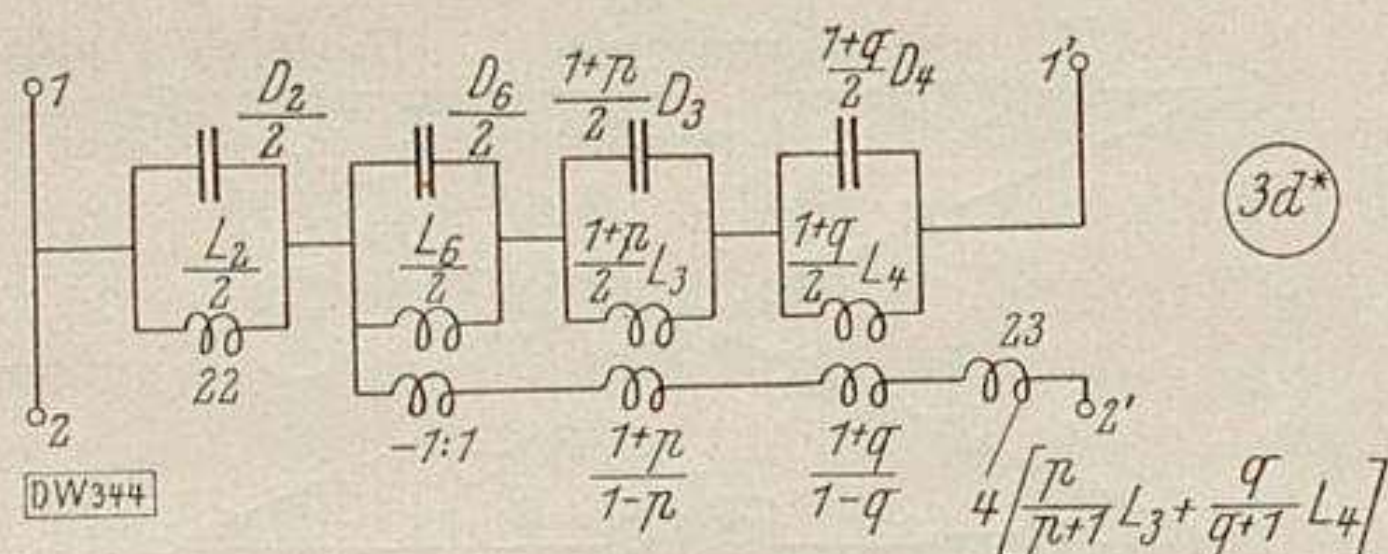 1
D₂/2
D₆/2
(1+p)/2 D₃
(1+q)/2 D₄
1'
3d*
L₂/2
L₆/2
(1+p)/2 L₃
(1+q)/2 L₄
22
23
2
-1:1
(1+p)/(1-p)
(1+q)/(1-q)
2'
4[p/(p+1) L₃ + q/(q+1) L₄]
DW344